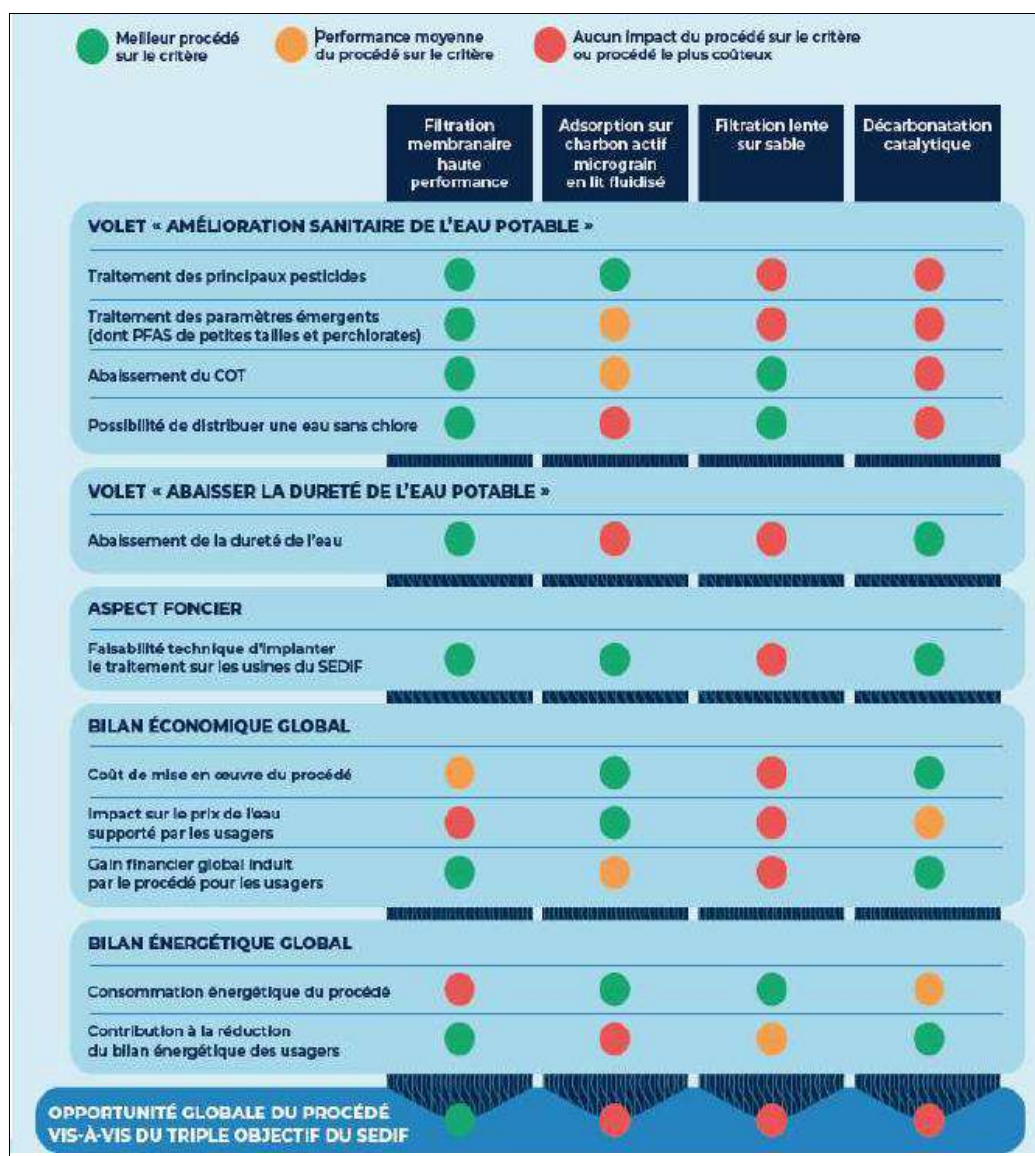 Meilleur procédé
sur le critère
Performance moyenne
du procédé sur le critère
Aucun impact du procédé sur le critère
ou procédé le plus coûteux
Filtration
membranaire
haute
performance
Adsorption sur
charbon actif
micrograin
en lit fluidisé
Filtration lente
sur sable
Décarbonatation
catalytique
VOLET « AMÉLIORATION SANITAIRE DE L'EAU POTABLE »
Traitement des principaux pesticides
Traitement des paramètres émergents
(dont PFAS de petites tailles et perchlorates)
Abaissement du COT
Possibilité de distribuer une eau sans chlore
VOLET « ABAISSER LA DURETÉ DE L'EAU POTABLE »
Abaissement de la dureté de l'eau
ASPECT FONCIER
Faisabilité technique d'implanter
le traitement sur les usines du SEDIF
BILAN ÉCONOMIQUE GLOBAL
Coût de mise en œuvre du procédé
Impact sur le prix de l'eau
supporté par les usagers
Gain financier global induit
par le procédé pour les usagers
BILAN ÉNERGÉTIQUE GLOBAL
Consommation énergétique du procédé
Contribution à la réduction
du bilan énergétique des usagers
OPPORTUNITÉ GLOBALE DU PROCÉDÉ
VIS-À-VIS DU TRIPLE OBJECTIF DU SEDIF